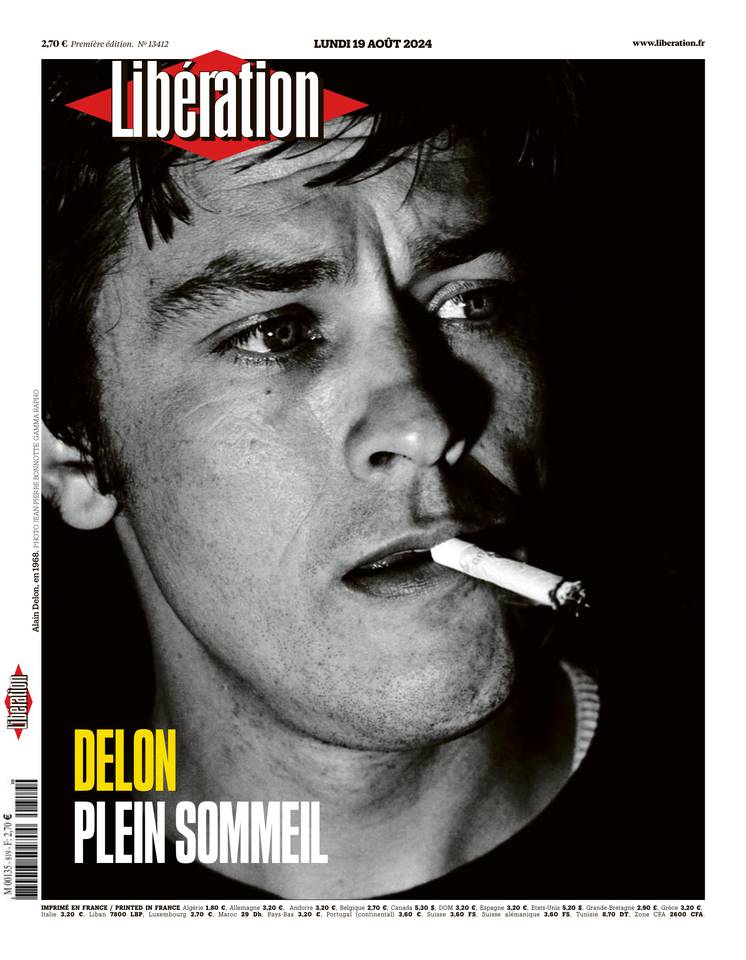 2,70 € Première édition. Nº 13412
LUNDI 19 AOÛT 2024
www.liberation.fr
Libération
Alain Delon, en 1968. PHOTO JEAN-PIERRE BONNOTTE. GAMMA RAPHO
Libération
DELON
PLEIN SOMMEIL
M 00135 - 819 - F: 2,70 €
IMPRIMÉ EN FRANCE / PRINTED IN FRANCE Algérie 1,80 €, Allemagne 3,20 €, Andorre 3,20 €, Belgique 2,70 €, Canada 5,30 $, DOM 3,20 €, Espagne 3,20 €, Etats-Unis 5,20 $, Grande-Bretagne 2,90 £, Grèce 3,20 €,
Italie 3,20 €, Liban 7800 LBP, Luxembourg 2,70 €, Maroc 29 Dh, Pays-Bas 3,20 €, Portugal (continental) 3,60 €, Suisse 3,60 FS, Suisse alémanique 3,60 FS, Tunisie 8,70 DT, Zone CFA 2600 CFA.